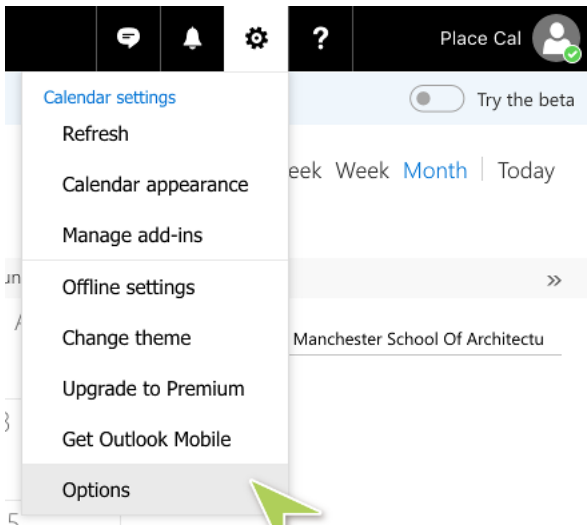 ? Place Cal
Calendar settings
Try the beta
Refresh
Calendar appearance
eek Week Month Today
Manage add-ins
Offline settings
Change theme
Manchester School Of Architectu
Upgrade to Premium
Get Outlook Mobile
Options
5